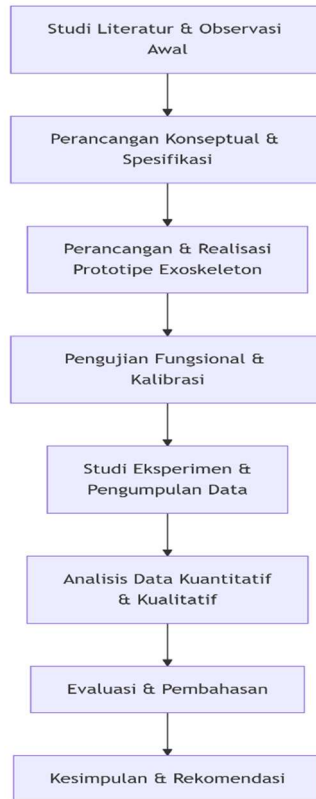 Studi Literatur & Observasi
Awal
Perancangan Konseptual &
Spesifikasi
Perancangan & Realisasi
Prototipe Exoskeleton
Pengujian Fungsional &
Kalibrasi
Studi Eksperimen &
Pengumpulan Data
Analisis Data Kuantitatif
& Kualitatif
Evaluasi & Pembahasan
Kesimpulan & Rekomendasi